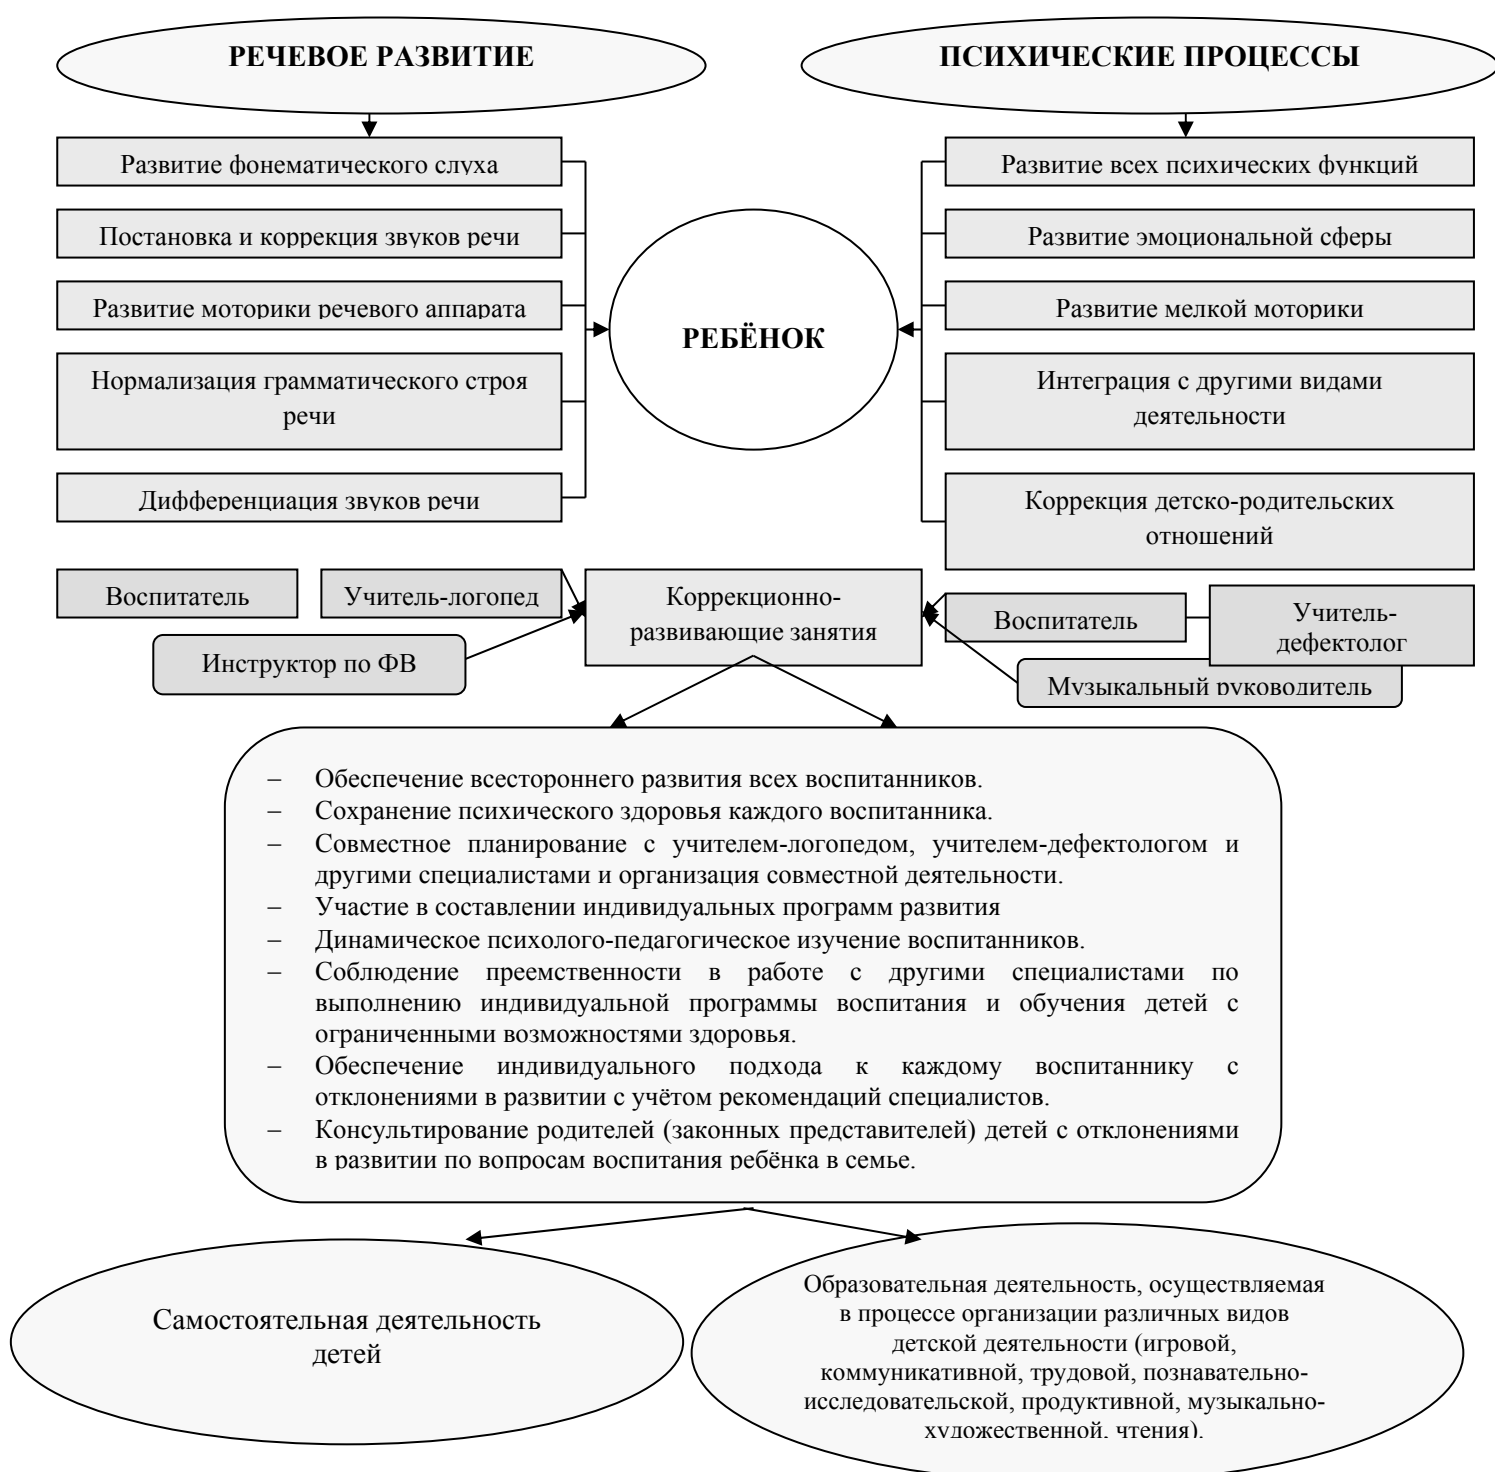 РЕЧЕВОЕ РАЗВИТИЕ
ПСИХИЧЕСКИЕ ПРОЦЕССЫ
Развитие фонематического слуха
Постановка и коррекция звуков речи
Развитие моторики речевого аппарата
Нормализация грамматического строя
речи
Дифференциация звуков речи
РЕБЁНОК
Развитие всех психических функций
Развитие эмоциональной сферы
Развитие мелкой моторики
Интеграция с другими видами
деятельности
Коррекция детско-родительских
отношений
Воспитатель
Учитель-логопед
Инструктор по ФВ
Коррекционно-
развивающие занятия
Воспитатель
Учитель-
дефектолог
Музыкальный руководитель
– Обеспечение всестороннего развития всех воспитанников.
– Сохранение психического здоровья каждого воспитанника.
– Совместное планирование с учителем-логопедом, учителем-дефектологом и
другими специалистами и организация совместной деятельности.
– Участие в составлении индивидуальных программ развития
– Динамическое психолого-педагогическое изучение воспитанников.
– Соблюдение преемственности в работе с другими специалистами по
выполнению индивидуальной программы воспитания и обучения детей с
ограниченными возможностями здоровья.
– Обеспечение индивидуального подхода к каждому воспитаннику с
отклонениями в развитии с учётом рекомендаций специалистов.
– Консультирование родителей (законных представителей) детей с отклонениями
в развитии по вопросам воспитания ребёнка в семье.
Самостоятельная деятельность
детей
Образовательная деятельность, осуществляемая
в процессе организации различных видов
детской деятельности (игровой,
коммуникативной, трудовой, познавательно-
исследовательской, продуктивной, музыкально-
художественной, чтения).